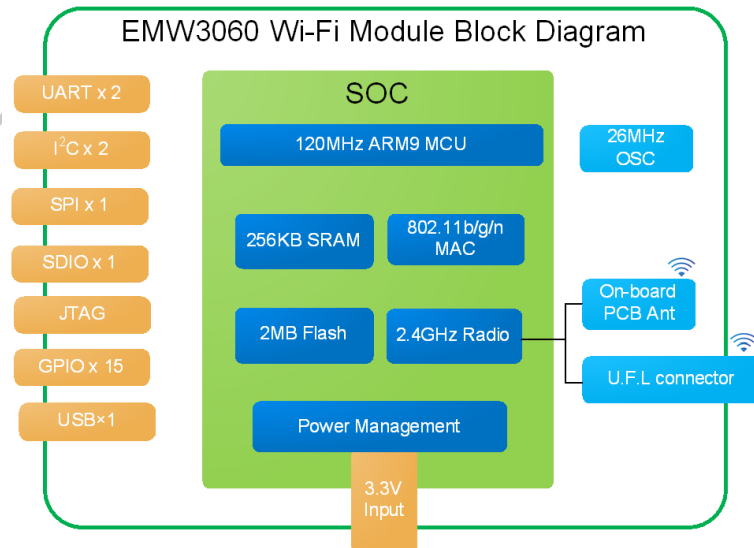 EMW3060 Wi-Fi Module Block Diagram
UART x 2
I²C x 2
SPI x 1
SDIO x 1
JTAG
GPIO x 15
USB×1
SOC
120MHz ARM9 MCU
256KB SRAM
802.11b/g/n
MAC
2MB Flash
2.4GHz Radio
Power Management
3.3V
Input
26MHz
OSC
On-board
PCB Ant
U.F.L connector